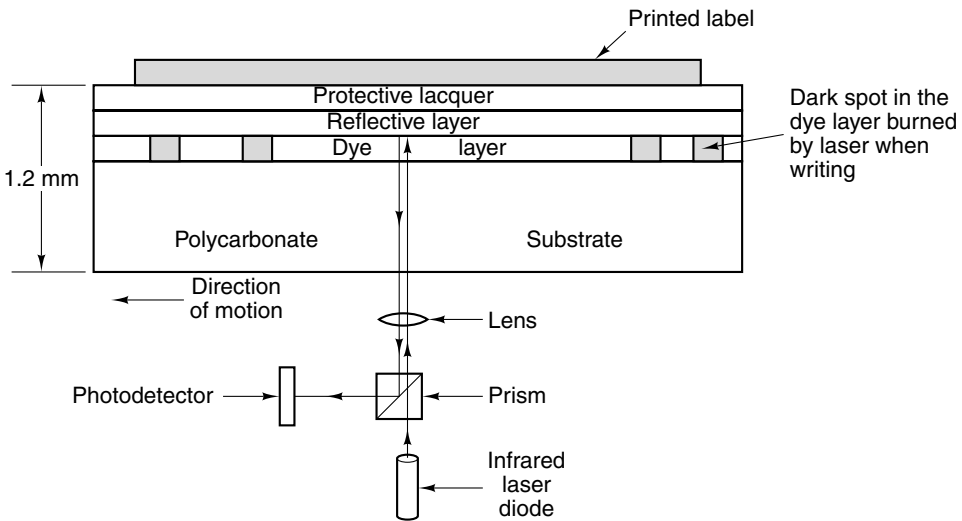 Printed label
Protective lacquer
Reflective layer
Dye layer
Dark spot in the
dye layer burned
by laser when
writing
1.2 mm
Polycarbonate Substrate
Direction
of motion
Lens
Photodetector
Prism
Infrared
laser
diode